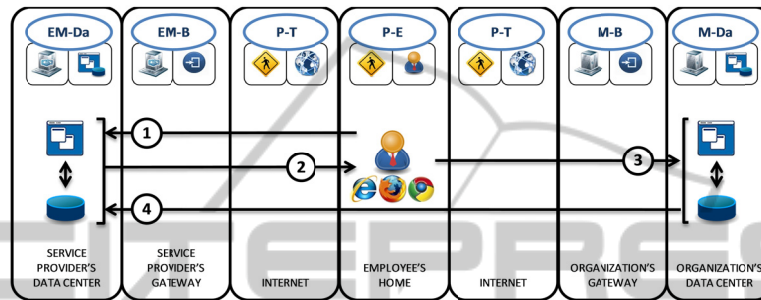 EM-Da
EM-B
P-T
P-E
P-T
M-B
M-Da
1
2
3
4
SERVICE
PROVIDER'S
DATA CENTER
SERVICE
PROVIDER'S
GATEWAY
INTERNET
EMPLOYEE'S
HOME
INTERNET
ORGANIZATION'S
GATEWAY
ORGANIZATION'S
DATA CENTER